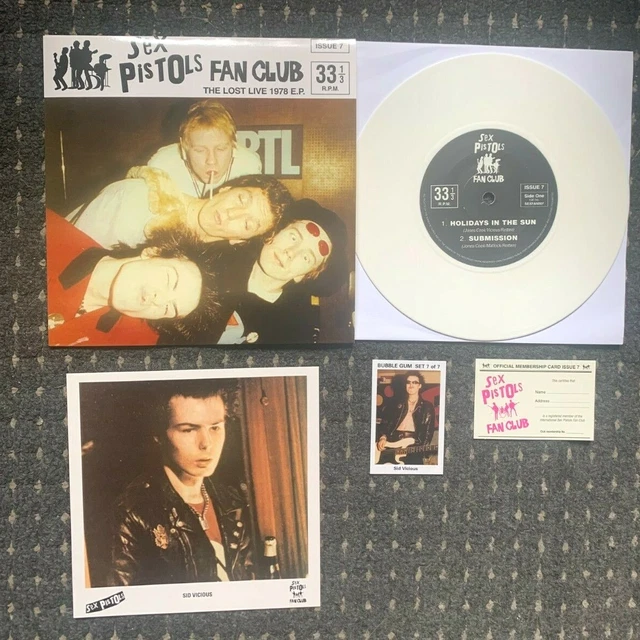 SEX
PISTOLS FAN CLUB
THE LOST LIVE 1978 E.P.
ISSUE 7
33 1/3
R.P.M.
RTL
SEX
PISTOLS
FAN CLUB
33 1/3
R.P.M.
ISSUE 7
Side One
1. HOLIDAYS IN THE SUN
2. SUBMISSION
SEX PISTOLS
SID VICIOUS
SEX
PISTOLS
FAN CLUB
BUBBLE GUM SET 7 of 7
Sid Vicious
OFFICIAL MEMBERSHIP CARD ISSUE 7
SEX
PISTOLS
FAN CLUB
Name
Address